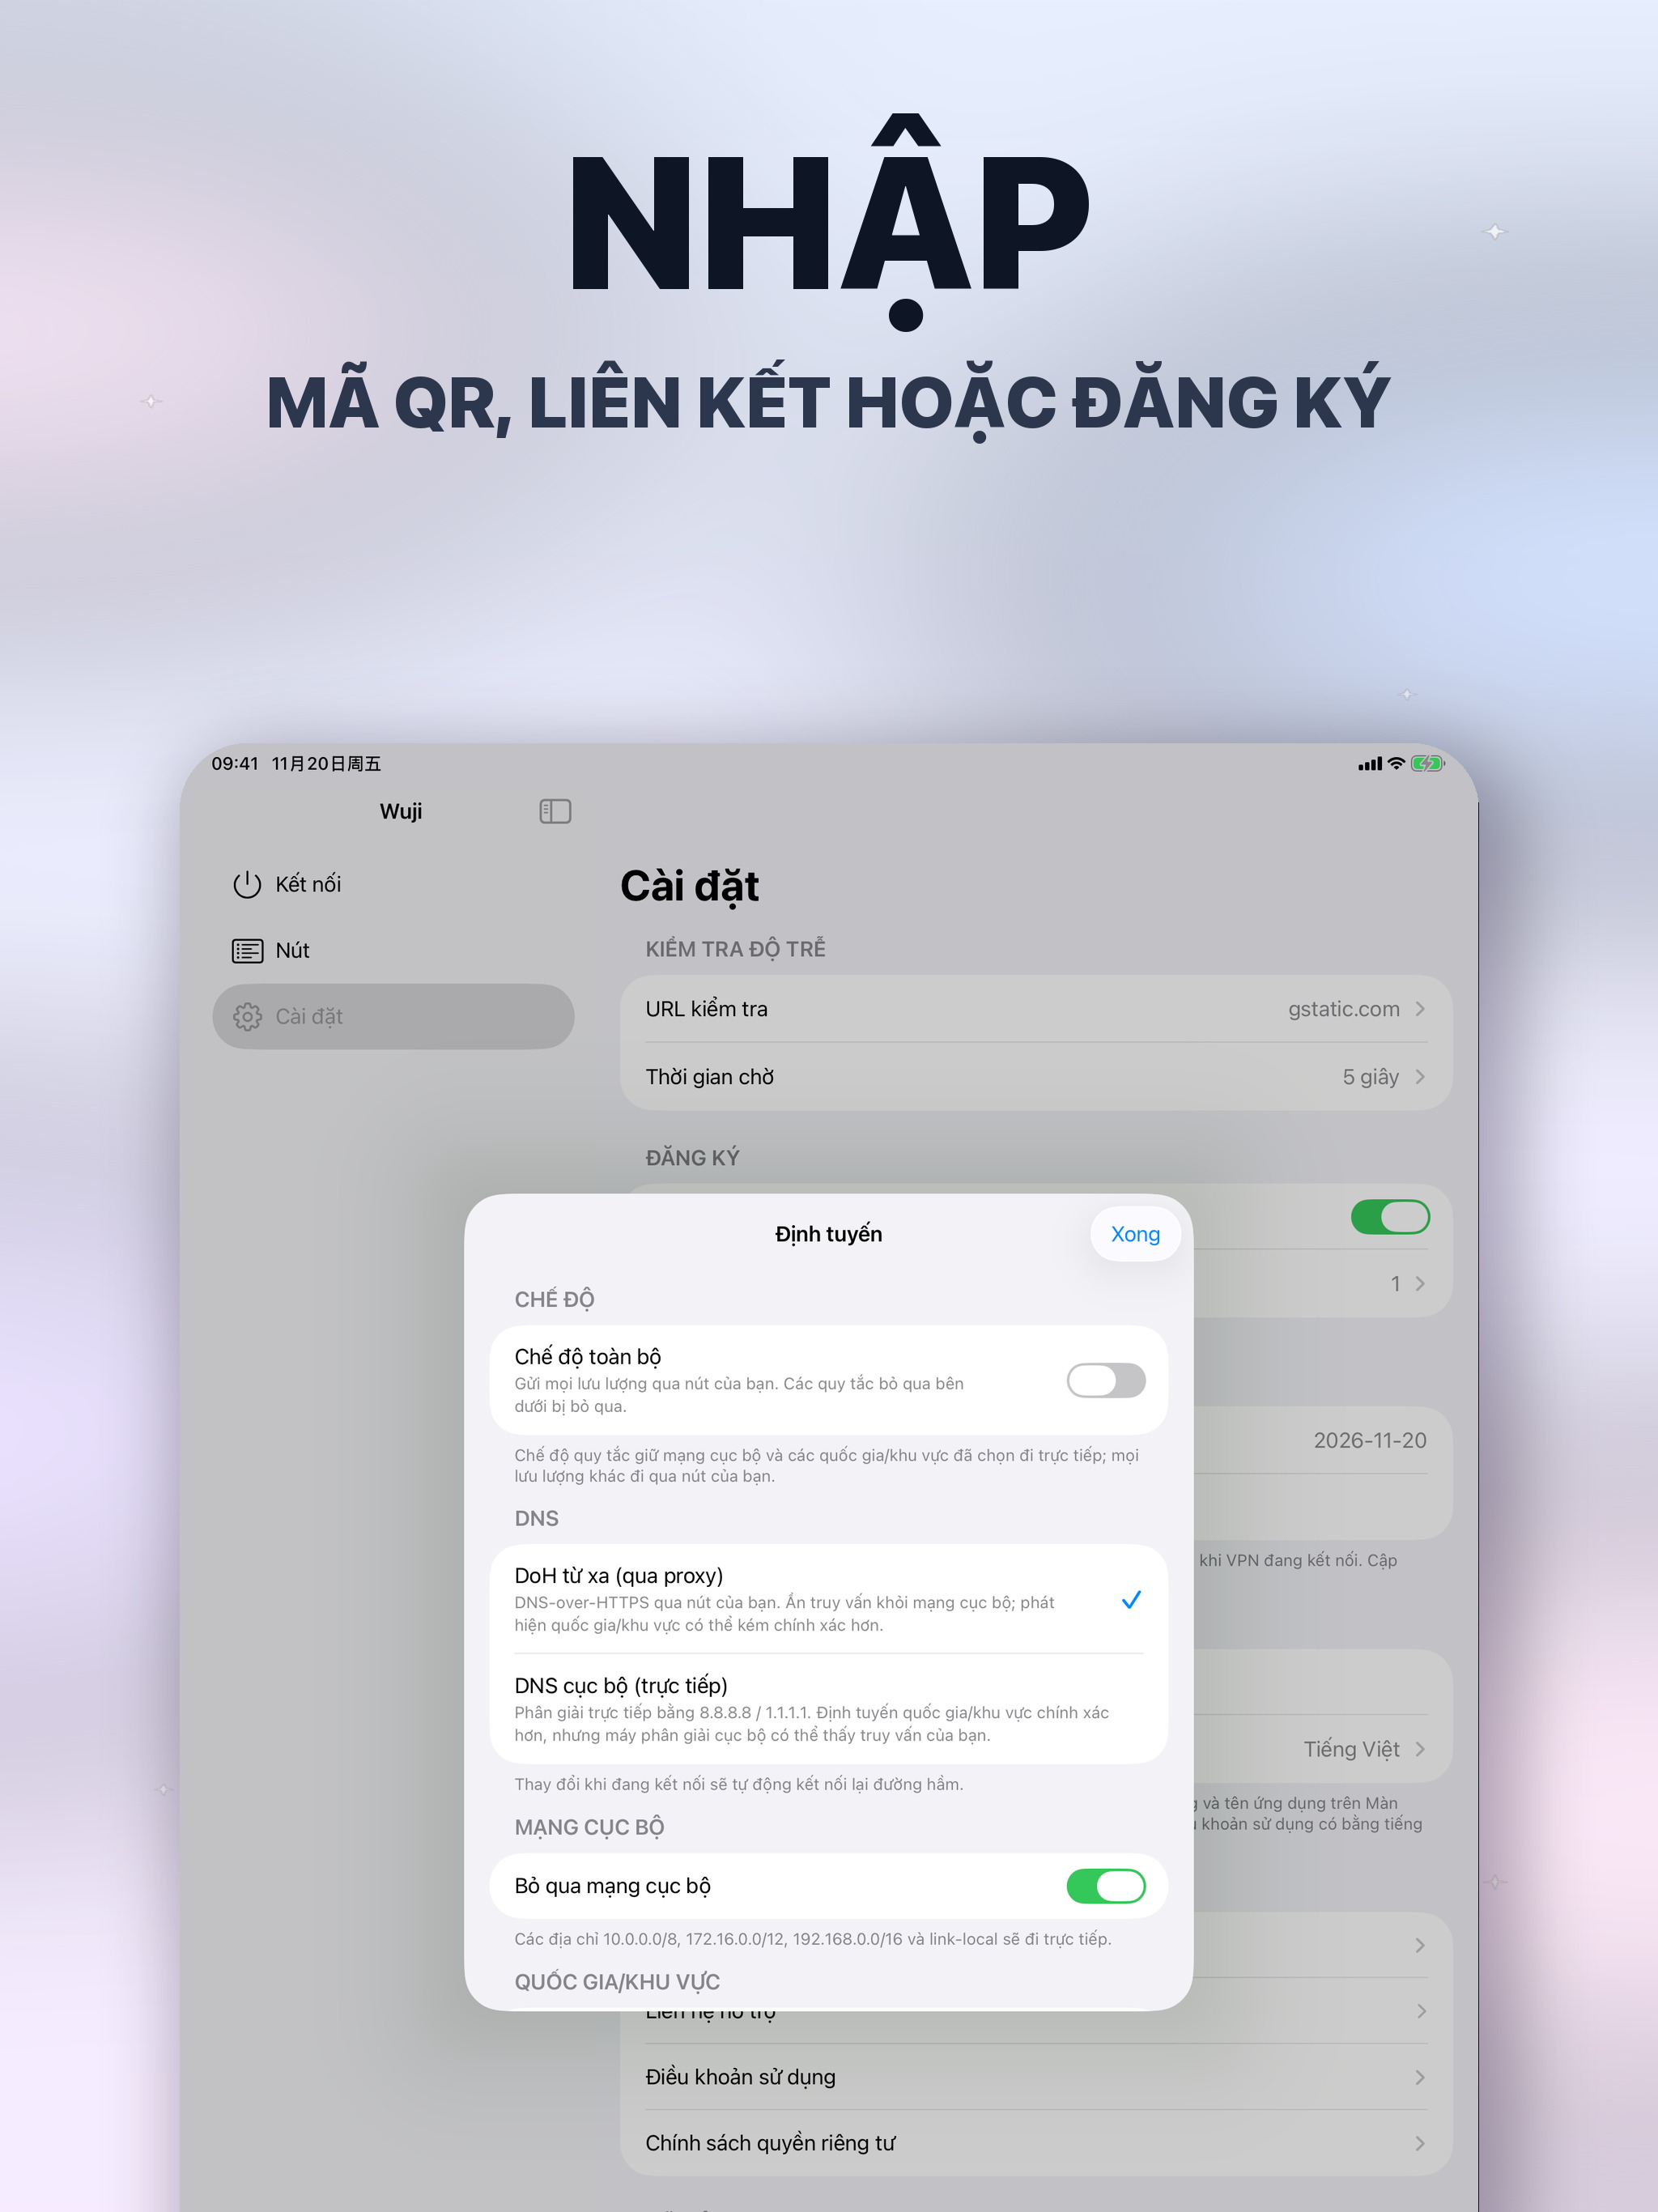 NHẬP
MÃ QR, LIÊN KẾT HOẶC ĐĂNG KÝ
09:41 11月20日周五
Wuji
Kết nối
Nút
Cài đặt
Cài đặt
KIỂM TRA ĐỘ TRỄ
URL kiểm tra
gstatic.com
Thời gian chờ
5 giây
ĐĂNG KÝ
1
2026-11-20
khi VPN đang kết nối. Cập
Tiếng Việt
và tên ứng dụng trên Màn
khoản sử dụng có bằng tiếng
Định tuyến
Xong
CHẾ ĐỘ
Chế độ toàn bộ
Gửi mọi lưu lượng qua nút của bạn. Các quy tắc bỏ qua bên
dưới bị bỏ qua.
Chế độ quy tắc giữ mạng cục bộ và các quốc gia/khu vực đã chọn đi trực tiếp; mọi
lưu lượng khác đi qua nút của bạn.
DNS
DoH từ xa (qua proxy)
DNS-over-HTTPS qua nút của bạn. Ẩn truy vấn khỏi mạng cục bộ; phát
hiện quốc gia/khu vực có thể kém chính xác hơn.
DNS cục bộ (trực tiếp)
Phân giải trực tiếp bằng 8.8.8.8 / 1.1.1.1. Định tuyến quốc gia/khu vực chính xác
hơn, nhưng máy phân giải cục bộ có thể thấy truy vấn của bạn.
Thay đổi khi đang kết nối sẽ tự động kết nối lại đường hầm.
MẠNG CỤC BỘ
Bỏ qua mạng cục bộ
Các địa chỉ 10.0.0.0/8, 172.16.0.0/12, 192.168.0.0/16 và link-local sẽ đi trực tiếp.
QUỐC GIA/KHU VỰC
Liên hệ hỗ trợ
Điều khoản sử dụng
Chính sách quyền riêng tư